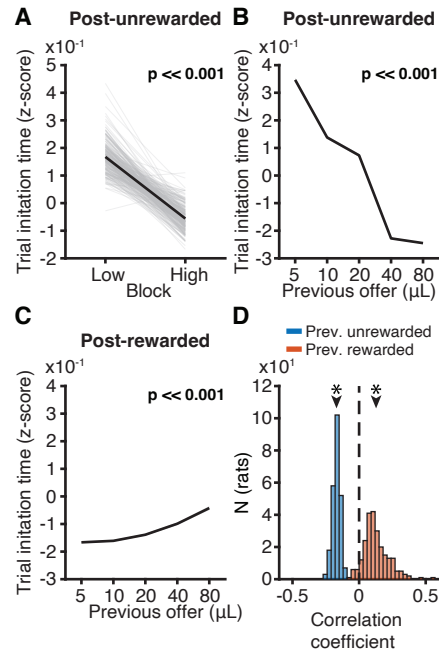 A Post-unrewarded
x10⁻¹
p << 0.001
Trial initation time (z-score)
5
4
3
2
1
0
-1
-2
Low High
Block
B Post-unrewarded
x10⁻¹
p << 0.001
Trial initation time (z-score)
4
3
2
1
0
-1
-2
-3
5 10 20 40 80
Previous offer (µL)
C Post-rewarded
x10⁻¹
p << 0.001
Trial initation time (z-score)
4
3
2
1
0
-1
-2
-3
5 10 20 40 80
Previous offer (µL)
D
Prev. unrewarded
Prev. rewarded
x10¹
* *
N (rats)
12
10
8
6
4
2
0
-0.5 0 0.5
Correlation
coefficient